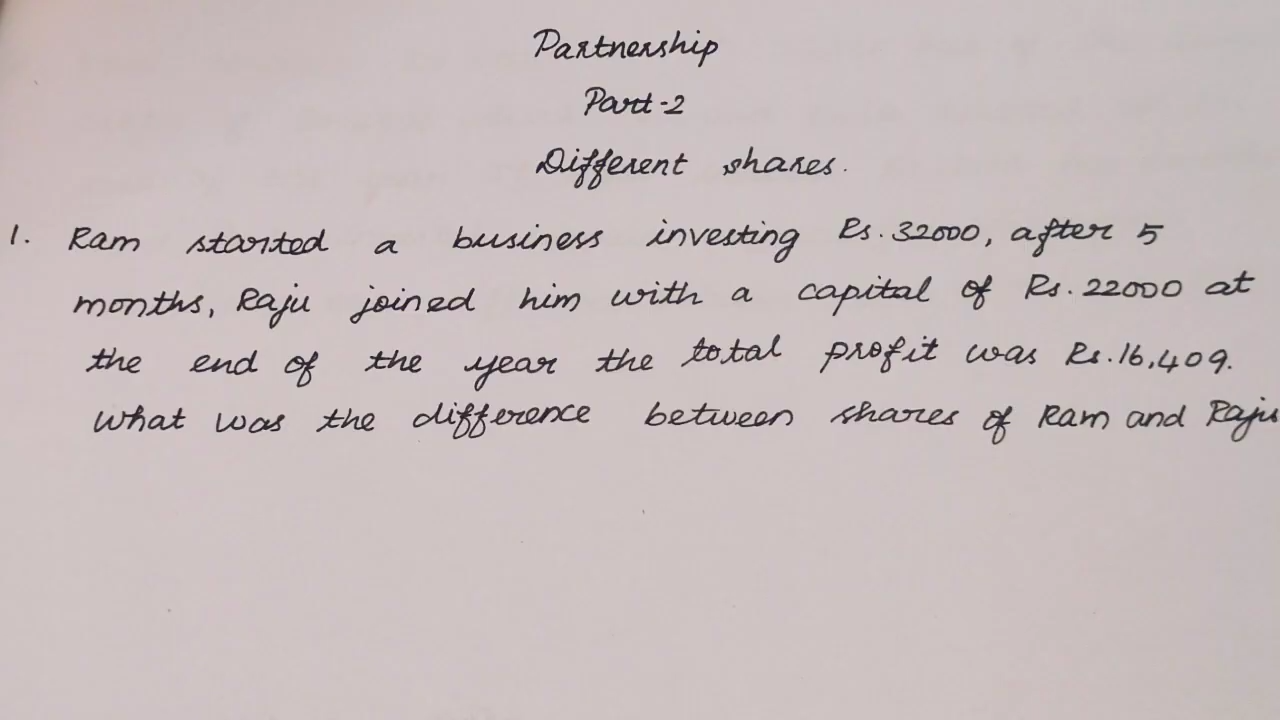 Partnership
Part-2
Different shares.
1. Ram started a business investing Rs.32000, after 5
months, Raju joined him with a capital of Rs.22000 at
the end of the year the total profit was Rs.16,409.
What was the difference between shares of Ram and Raju